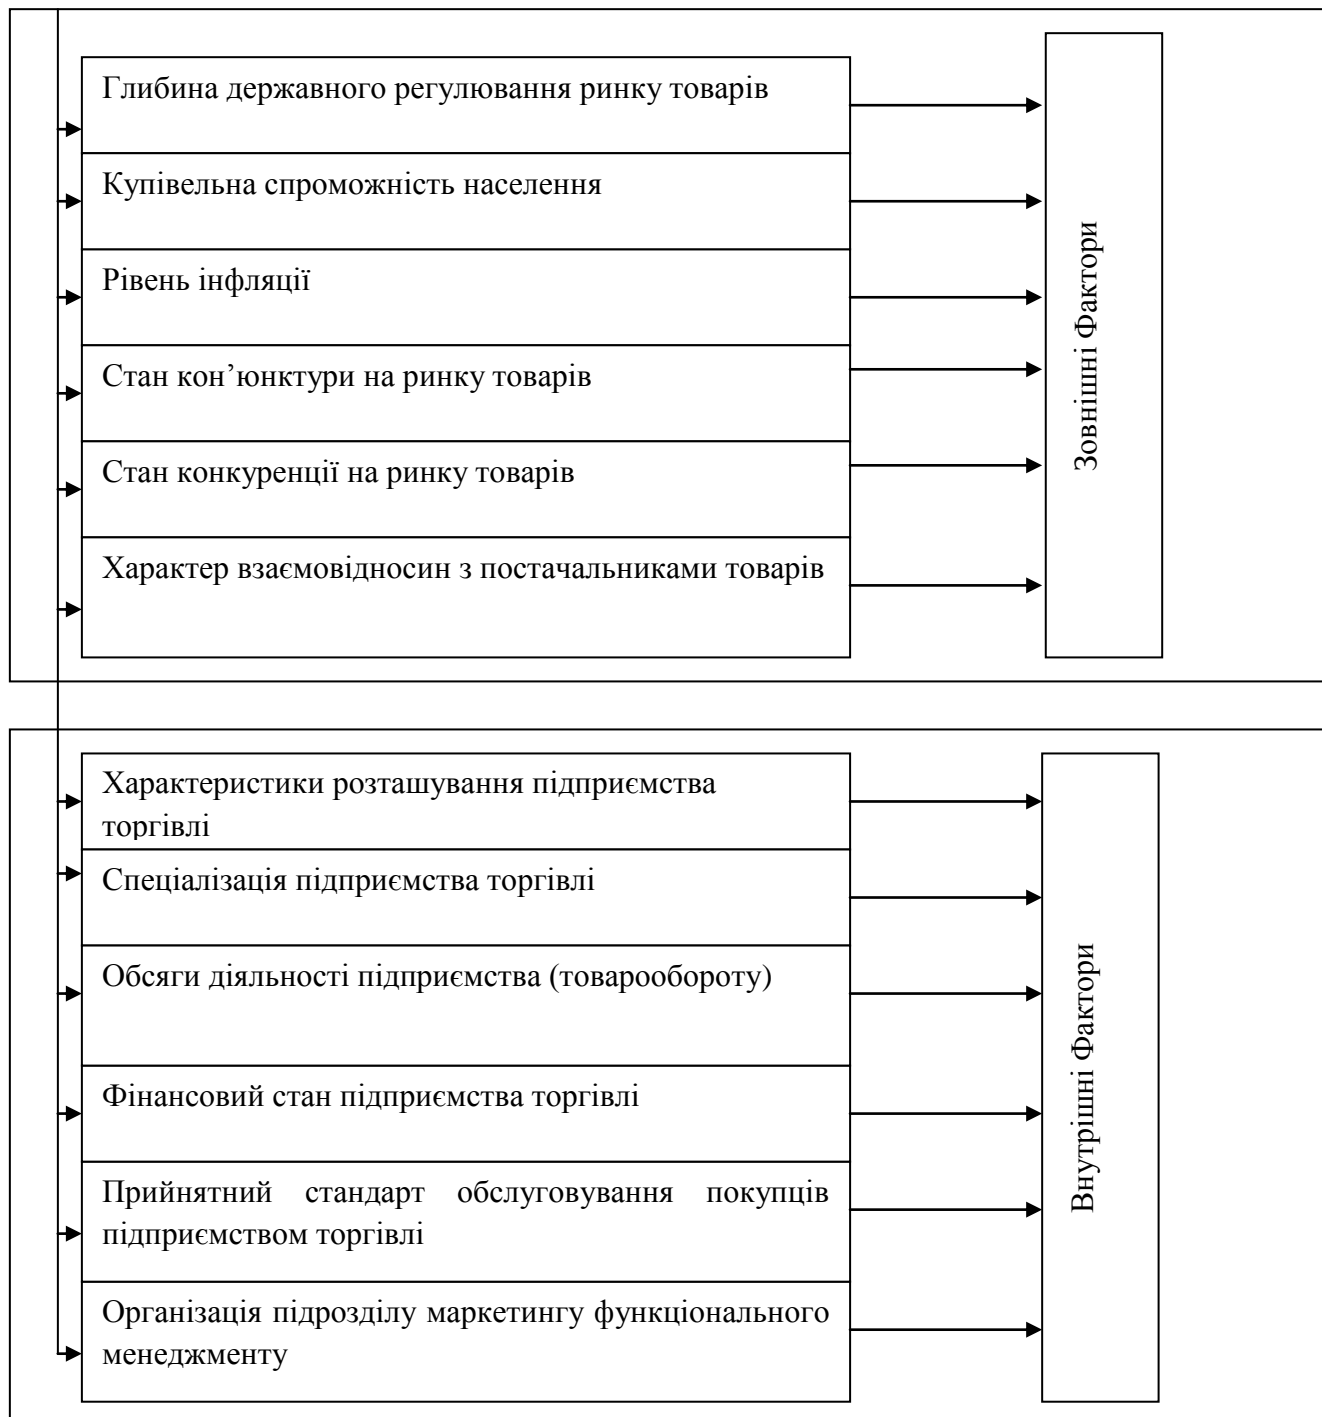 Глибина державного регулювання ринку товарів
Купівельна спроможність населення
Рівень інфляції
Стан кон’юнктури на ринку товарів
Стан конкуренції на ринку товарів
Характер взаємовідносин з постачальниками товарів
Зовнішні Фактори
Характеристики розташування підприємства
торгівлі
Спеціалізація підприємства торгівлі
Обсяги діяльності підприємства (товарообороту)
Фінансовий стан підприємства торгівлі
Прийнятний стандарт обслуговування покупців
підприємством торгівлі
Організація підрозділу маркетингу функціонального
менеджменту
Внутрішні Фактори